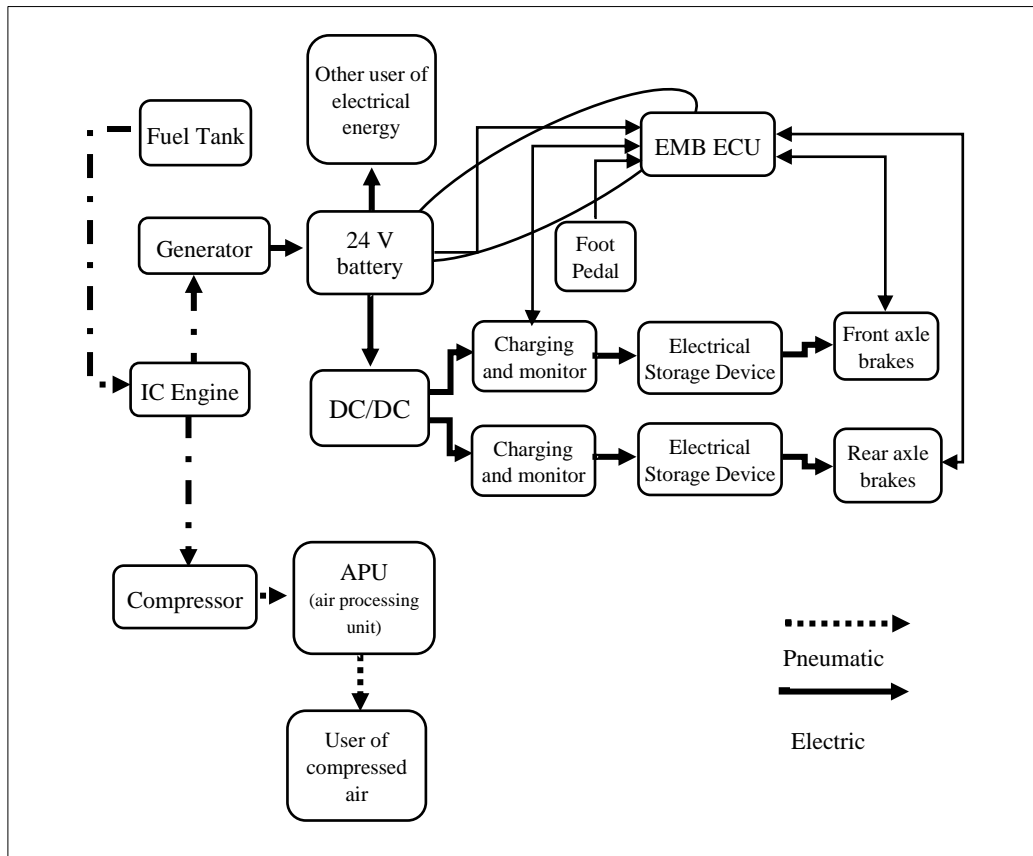 Other user of
electrical
energy
Fuel Tank
EMB ECU
Generator
24 V
battery
Foot
Pedal
Charging
and monitor
Electrical
Storage Device
Front axle
brakes
IC Engine
DC/DC
Charging
and monitor
Electrical
Storage Device
Rear axle
brakes
Compressor
APU
(air processing
unit)
Pneumatic
User of
compressed
air
Electric